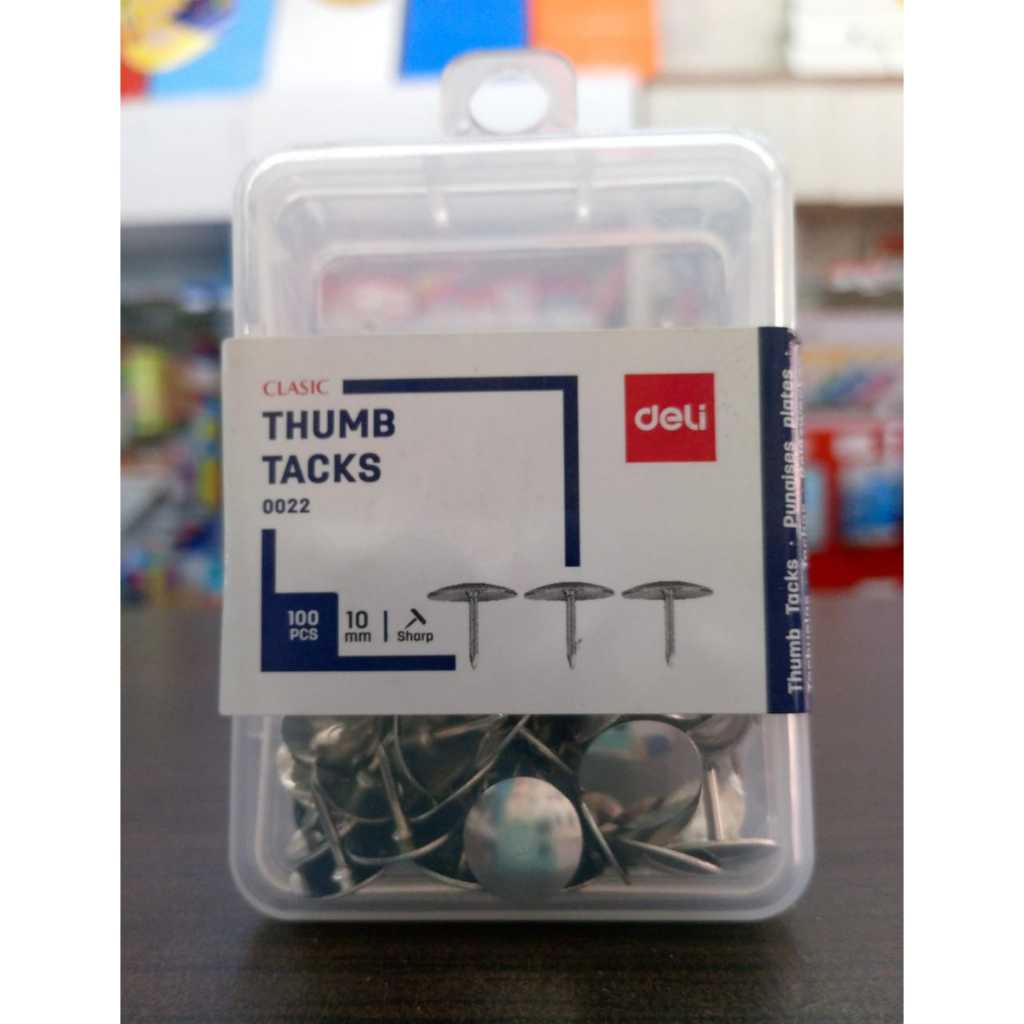 CLASIC
THUMB
TACKS
0022
deli
100
PCS
10
mm
Sharp
Thumb Tacks · Punaises plates